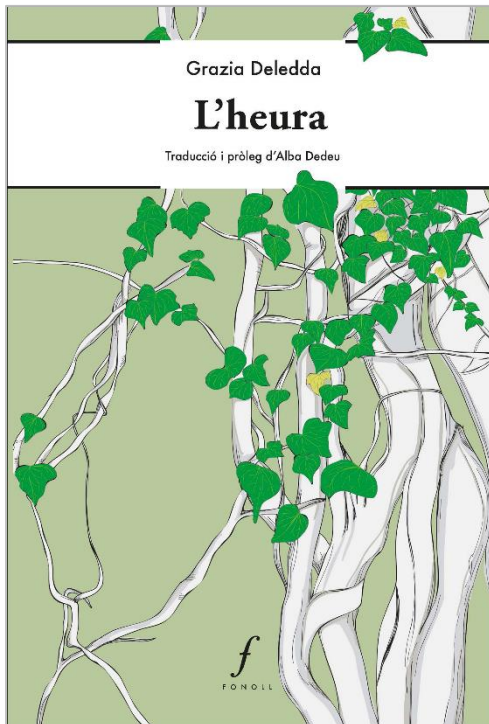 Grazia Deledda
L'heura
Traducció i pròleg d'Alba Dedeu
f
FONOLL